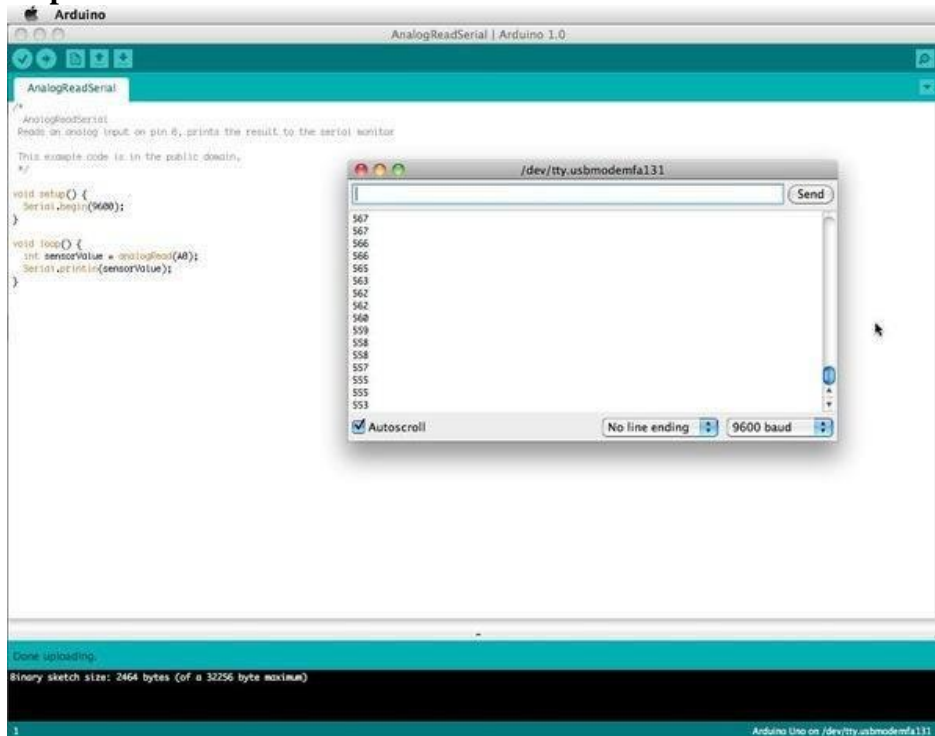 Arduino
AnalogReadSerial | Arduino 1.0
AnalogReadSerial
/*
AnalogReadSerial
Reads an analog input on pin 0, prints the result to the serial monitor
This example code is in the public domain.
*/
void setup() {
Serial.begin(9600);
}
void loop() {
int sensorValue = analogRead(A0);
Serial.println(sensorValue);
}
/dev/tty.usbmodemfa131
Send
567
567
566
566
565
563
562
562
560
559
558
558
557
555
555
553
Autoscroll
No line ending
9600 baud
Done uploading.
Binary sketch size: 2464 bytes (of a 32256 byte maximum)
1
Arduino Uno on /dev/tty.usbmodemfa131